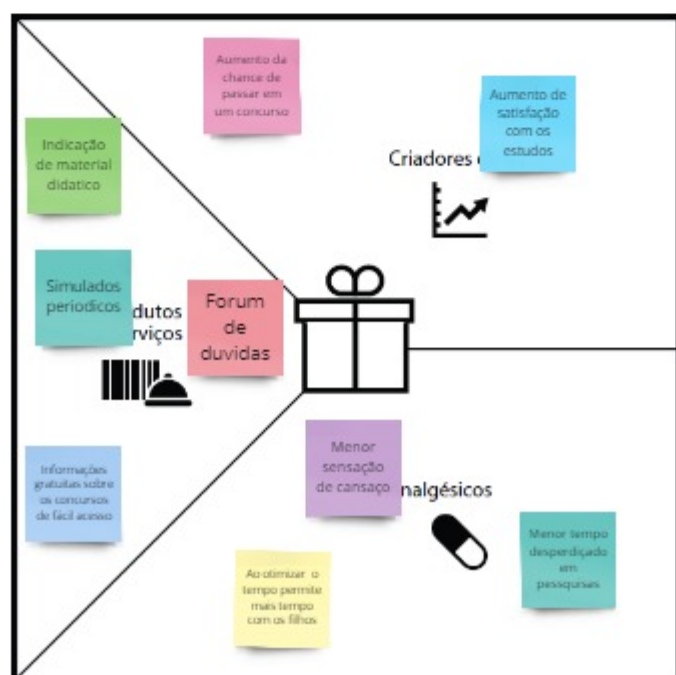 Aumento da
chance de
passar em
um concurso
Aumento de
satisfação
com os
estudos
Criadores
Indicação
de material
didatico
Simulados
periodicos
dutos
rviços
Forum
de
duvidas
Informações
gratuitas sobre
os concursos
de fácil acesso
Menor
sensação
de cansaço
nalgésicos
Menor tempo
desperdiçado
em
pessquisas
Ao otimizar o
tempo permite
mais tempo
com os filhos